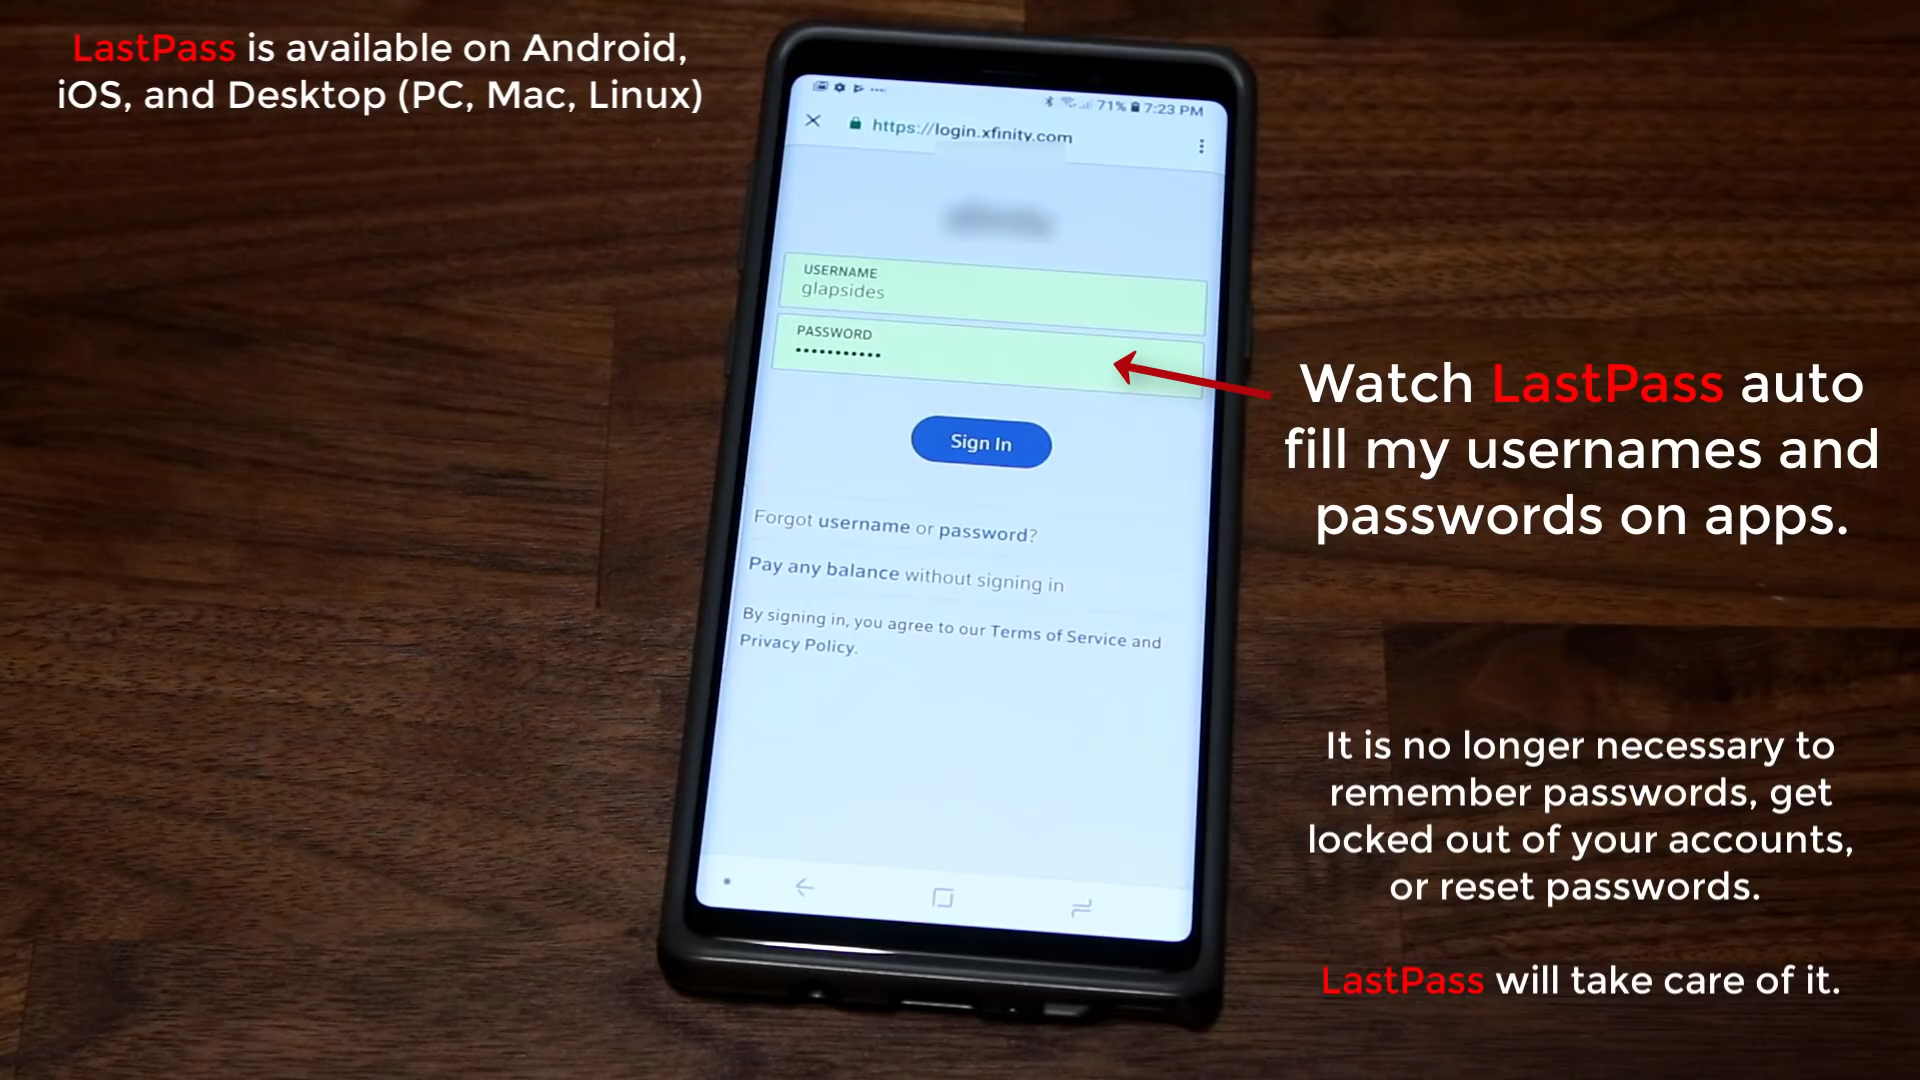 LastPass is available on Android,
iOS, and Desktop (PC, Mac, Linux)
71% 7:23 PM
https://login.xfinity.com
USERNAME
glapsides
PASSWORD
•••••••••••
Sign In
Forgot username or password?
Pay any balance without signing in
By signing in, you agree to our Terms of Service and
Privacy Policy.
Watch LastPass auto
fill my usernames and
passwords on apps.
It is no longer necessary to
remember passwords, get
locked out of your accounts,
or reset passwords.
LastPass will take care of it.